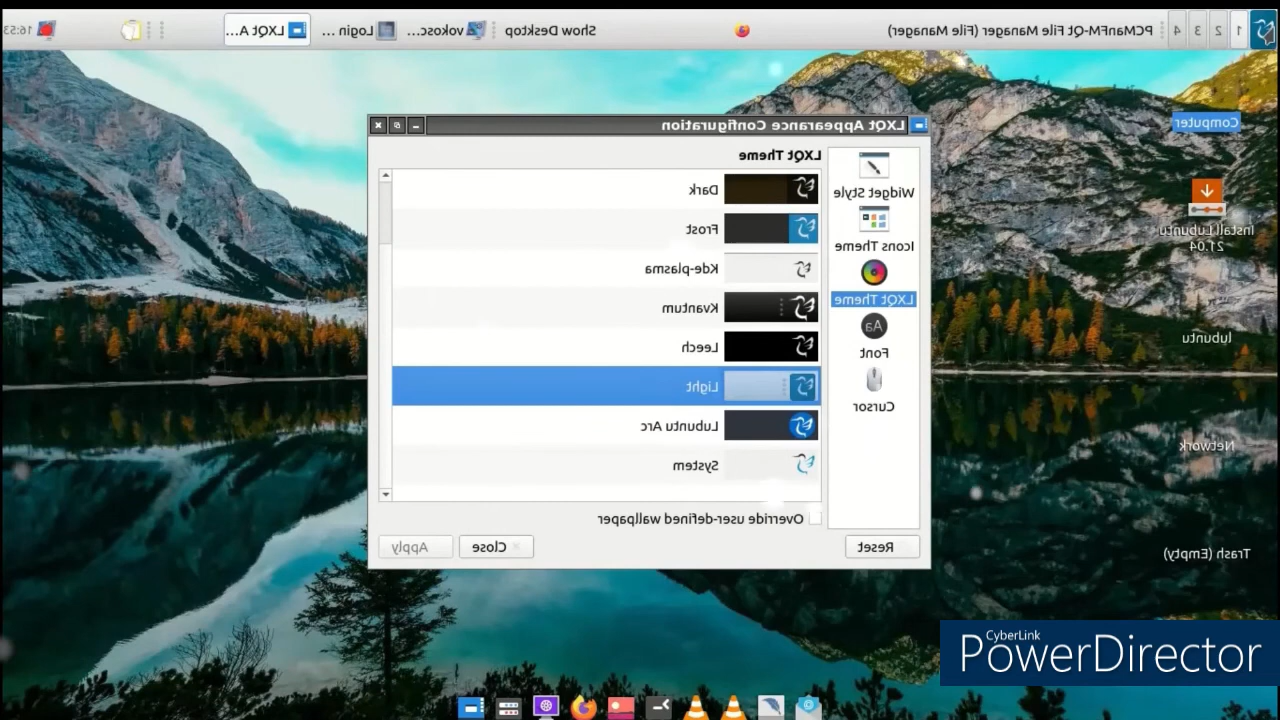 1 2 3 4 PCManFM-Qt File Manager (File Manager) Show Desktop vokosc... Login ... LXQt A... 16:53
Computer
Install Lubuntu
21.04
lubuntu
Network
Trash (Empty)
LXQt Appearance Configuration
Widget Style
Icons Theme
LXQt Theme
Aa
Font
Cursor
LXQt Theme
Dark
Frost
Kde-plasma
Kvantum
Leech
Light
Lubuntu Arc
System
Override user-defined wallpaper
Reset Close Apply
CyberLink
PowerDirector